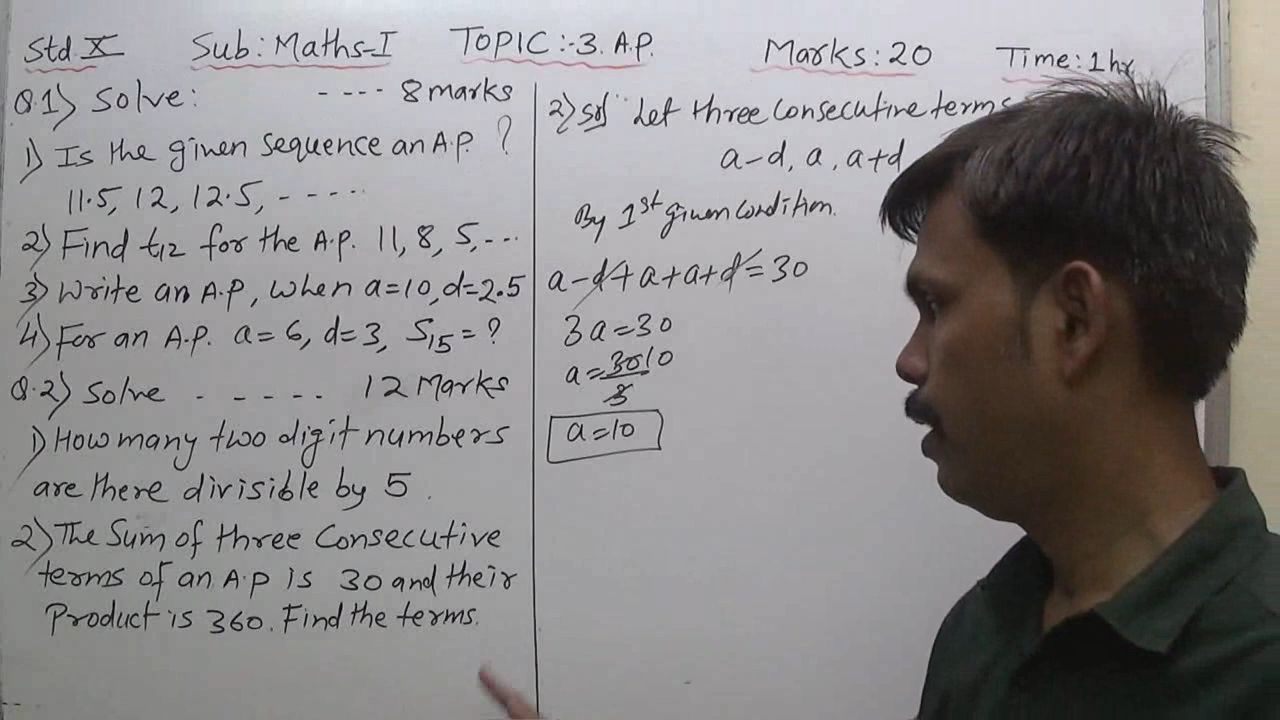 Std X Sub: Maths-I TOPIC:-3. A.P. Marks: 20 Time: 1 hr
Q.1) Solve: ---- 8 marks
1) Is the given sequence an A.P. ?
11.5, 12, 12.5, -----
2) Find t12 for the A.P. 11, 8, 5, ---
3) Write an A.P, when a=10, d=2.5
4) For an A.P. a=6, d=3, S15=?
Q.2) Solve - - - - - . 12 Marks
1) How many two digit numbers
are there divisible by 5.
2) The Sum of three Consecutive
terms of an A.P is 30 and their
Product is 360. Find the terms.
2) Sol Let three consecutive terms
a-d, a, a+d
By 1st given condition.
a-d+a+a+d=30
3a=30
a=30 10
3
a=10